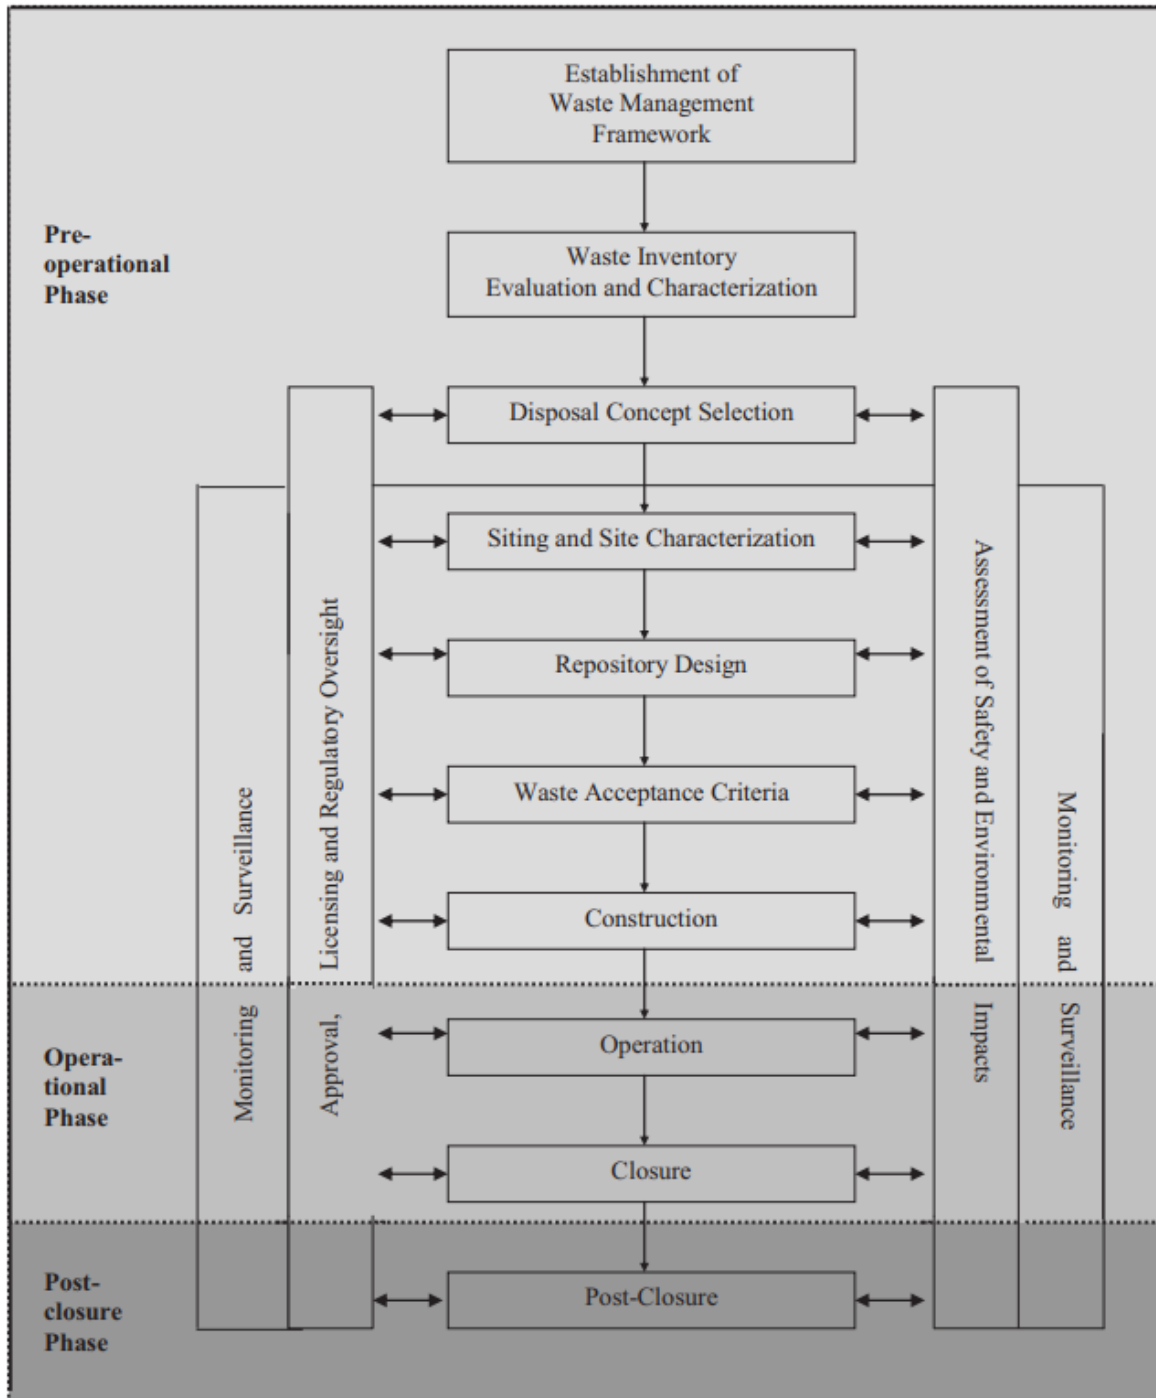 Establishment of
Waste Management
Framework
Pre-
operational
Phase
Waste Inventory
Evaluation and Characterization
Disposal Concept Selection
Siting and Site Characterization
Repository Design
Waste Acceptance Criteria
Construction
Monitoring and Surveillance
Approval, Licensing and Regulatory Oversight
Assessment of Safety and Environmental Impacts
Monitoring and Surveillance
Opera-
tional
Phase
Operation
Closure
Post-
closure
Phase
Post-Closure